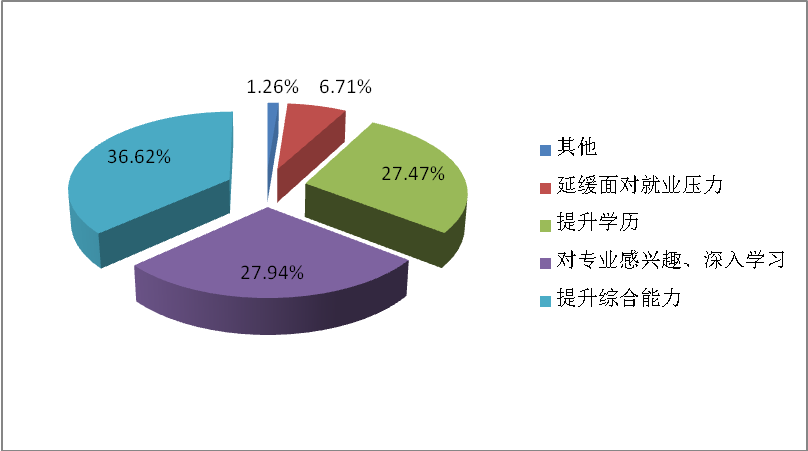 1.26%
6.71%
27.47%
36.62%
27.94%
其他
延缓面对就业压力
提升学历
对专业感兴趣、深入学习
提升综合能力